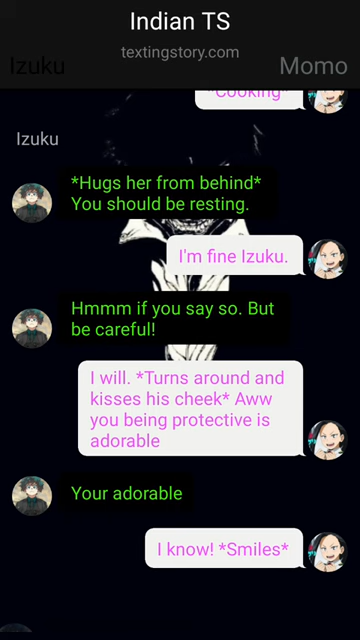 Indian TS
textingstory.com
Izuku
Momo
*Cooking*
Izuku
*Hugs her from behind*
You should be resting.
I'm fine Izuku.
Hmmm if you say so. But
be careful!
I will. *Turns around and
kisses his cheek* Aww
you being protective is
adorable
Your adorable
I know! *Smiles*